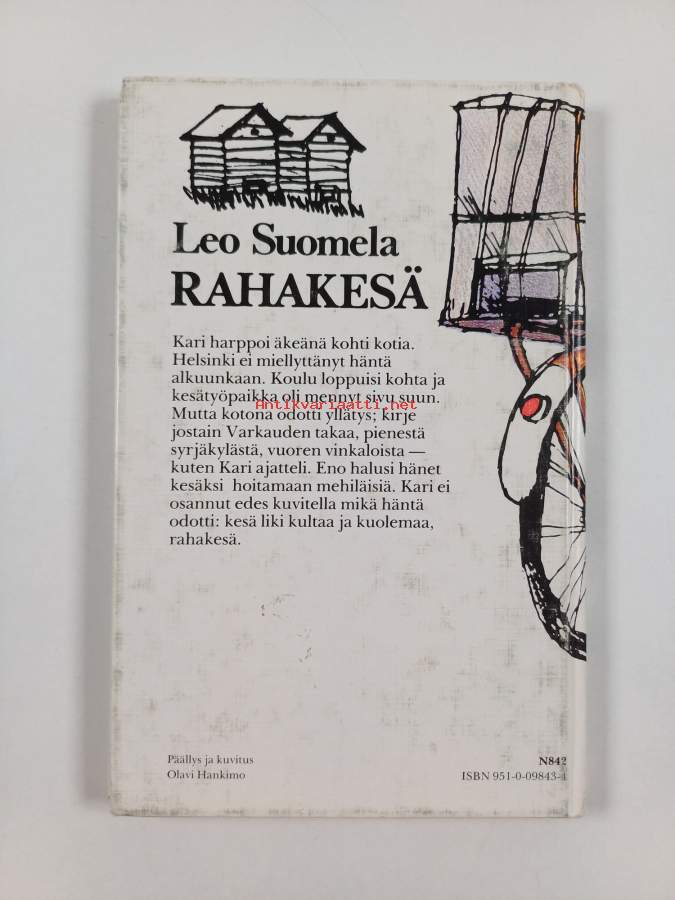 Leo Suomela
RAHAKESÄ
Kari harppoi äkeänä kohti kotia.
Helsinki ei miellyttänyt häntä
alkuunkaan. Koulu loppuisi kohta ja
kesätyöpaikka oli mennyt sivu suun.
Antikvariaatti.net
Mutta kotona odotti yllätys; kirje
jostain Varkauden takaa, pienestä
syrjäkylästä, vuoren vinkaloista —
kuten Kari ajatteli. Eno halusi hänet
kesäksi hoitamaan mehiläisiä. Kari ei
osannut edes kuvitella mikä häntä
odotti: kesä liki kultaa ja kuolemaa,
rahakesä.
Päällys ja kuvitus
Olavi Hankimo
N842
ISBN 951-0-09843-4